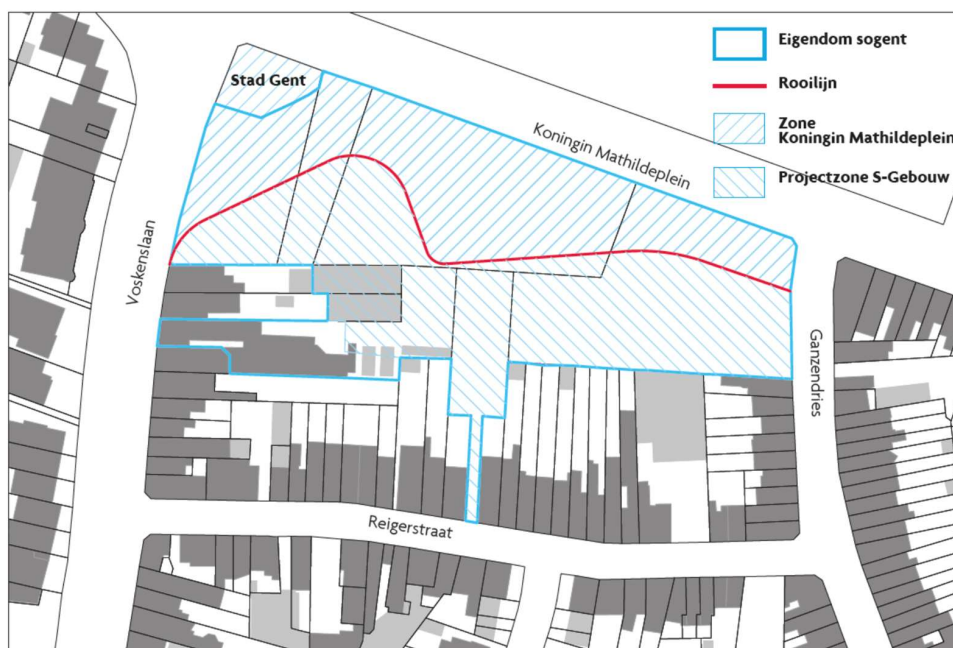 Stad Gent
Koningin Mathildeplein
Voskenslaan
Ganzendries
Reigerstraat
Eigendom sogent
Rooilijn
Zone
Koningin Mathildeplein
Projectzone S-Gebouw